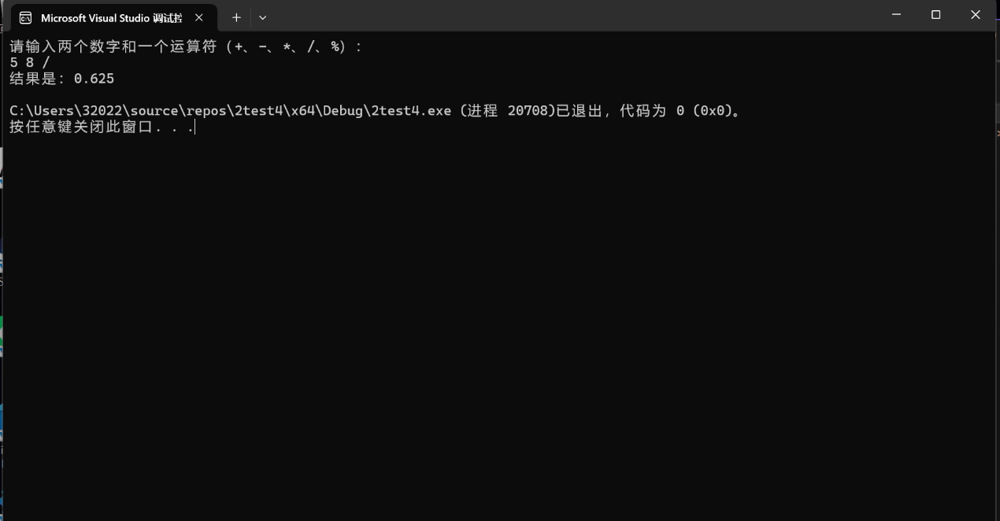 Microsoft Visual Studio 调试控
请输入两个数字和一个运算符（+、-、*、/、%）：
5 8 /
结果是：0.625
C:\Users\32022\source\repos\2test4\x64\Debug\2test4.exe (进程 20708)已退出，代码为 0 (0x0)。
按任意键关闭此窗口. . .